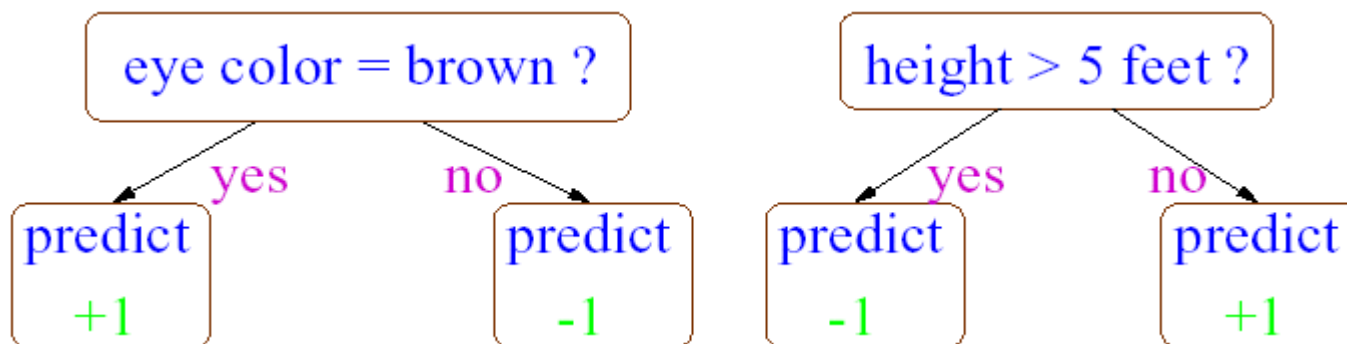 eye color = brown ?
yes
no
predict
+1
predict
-1
height > 5 feet ?
yes
no
predict
-1
predict
+1